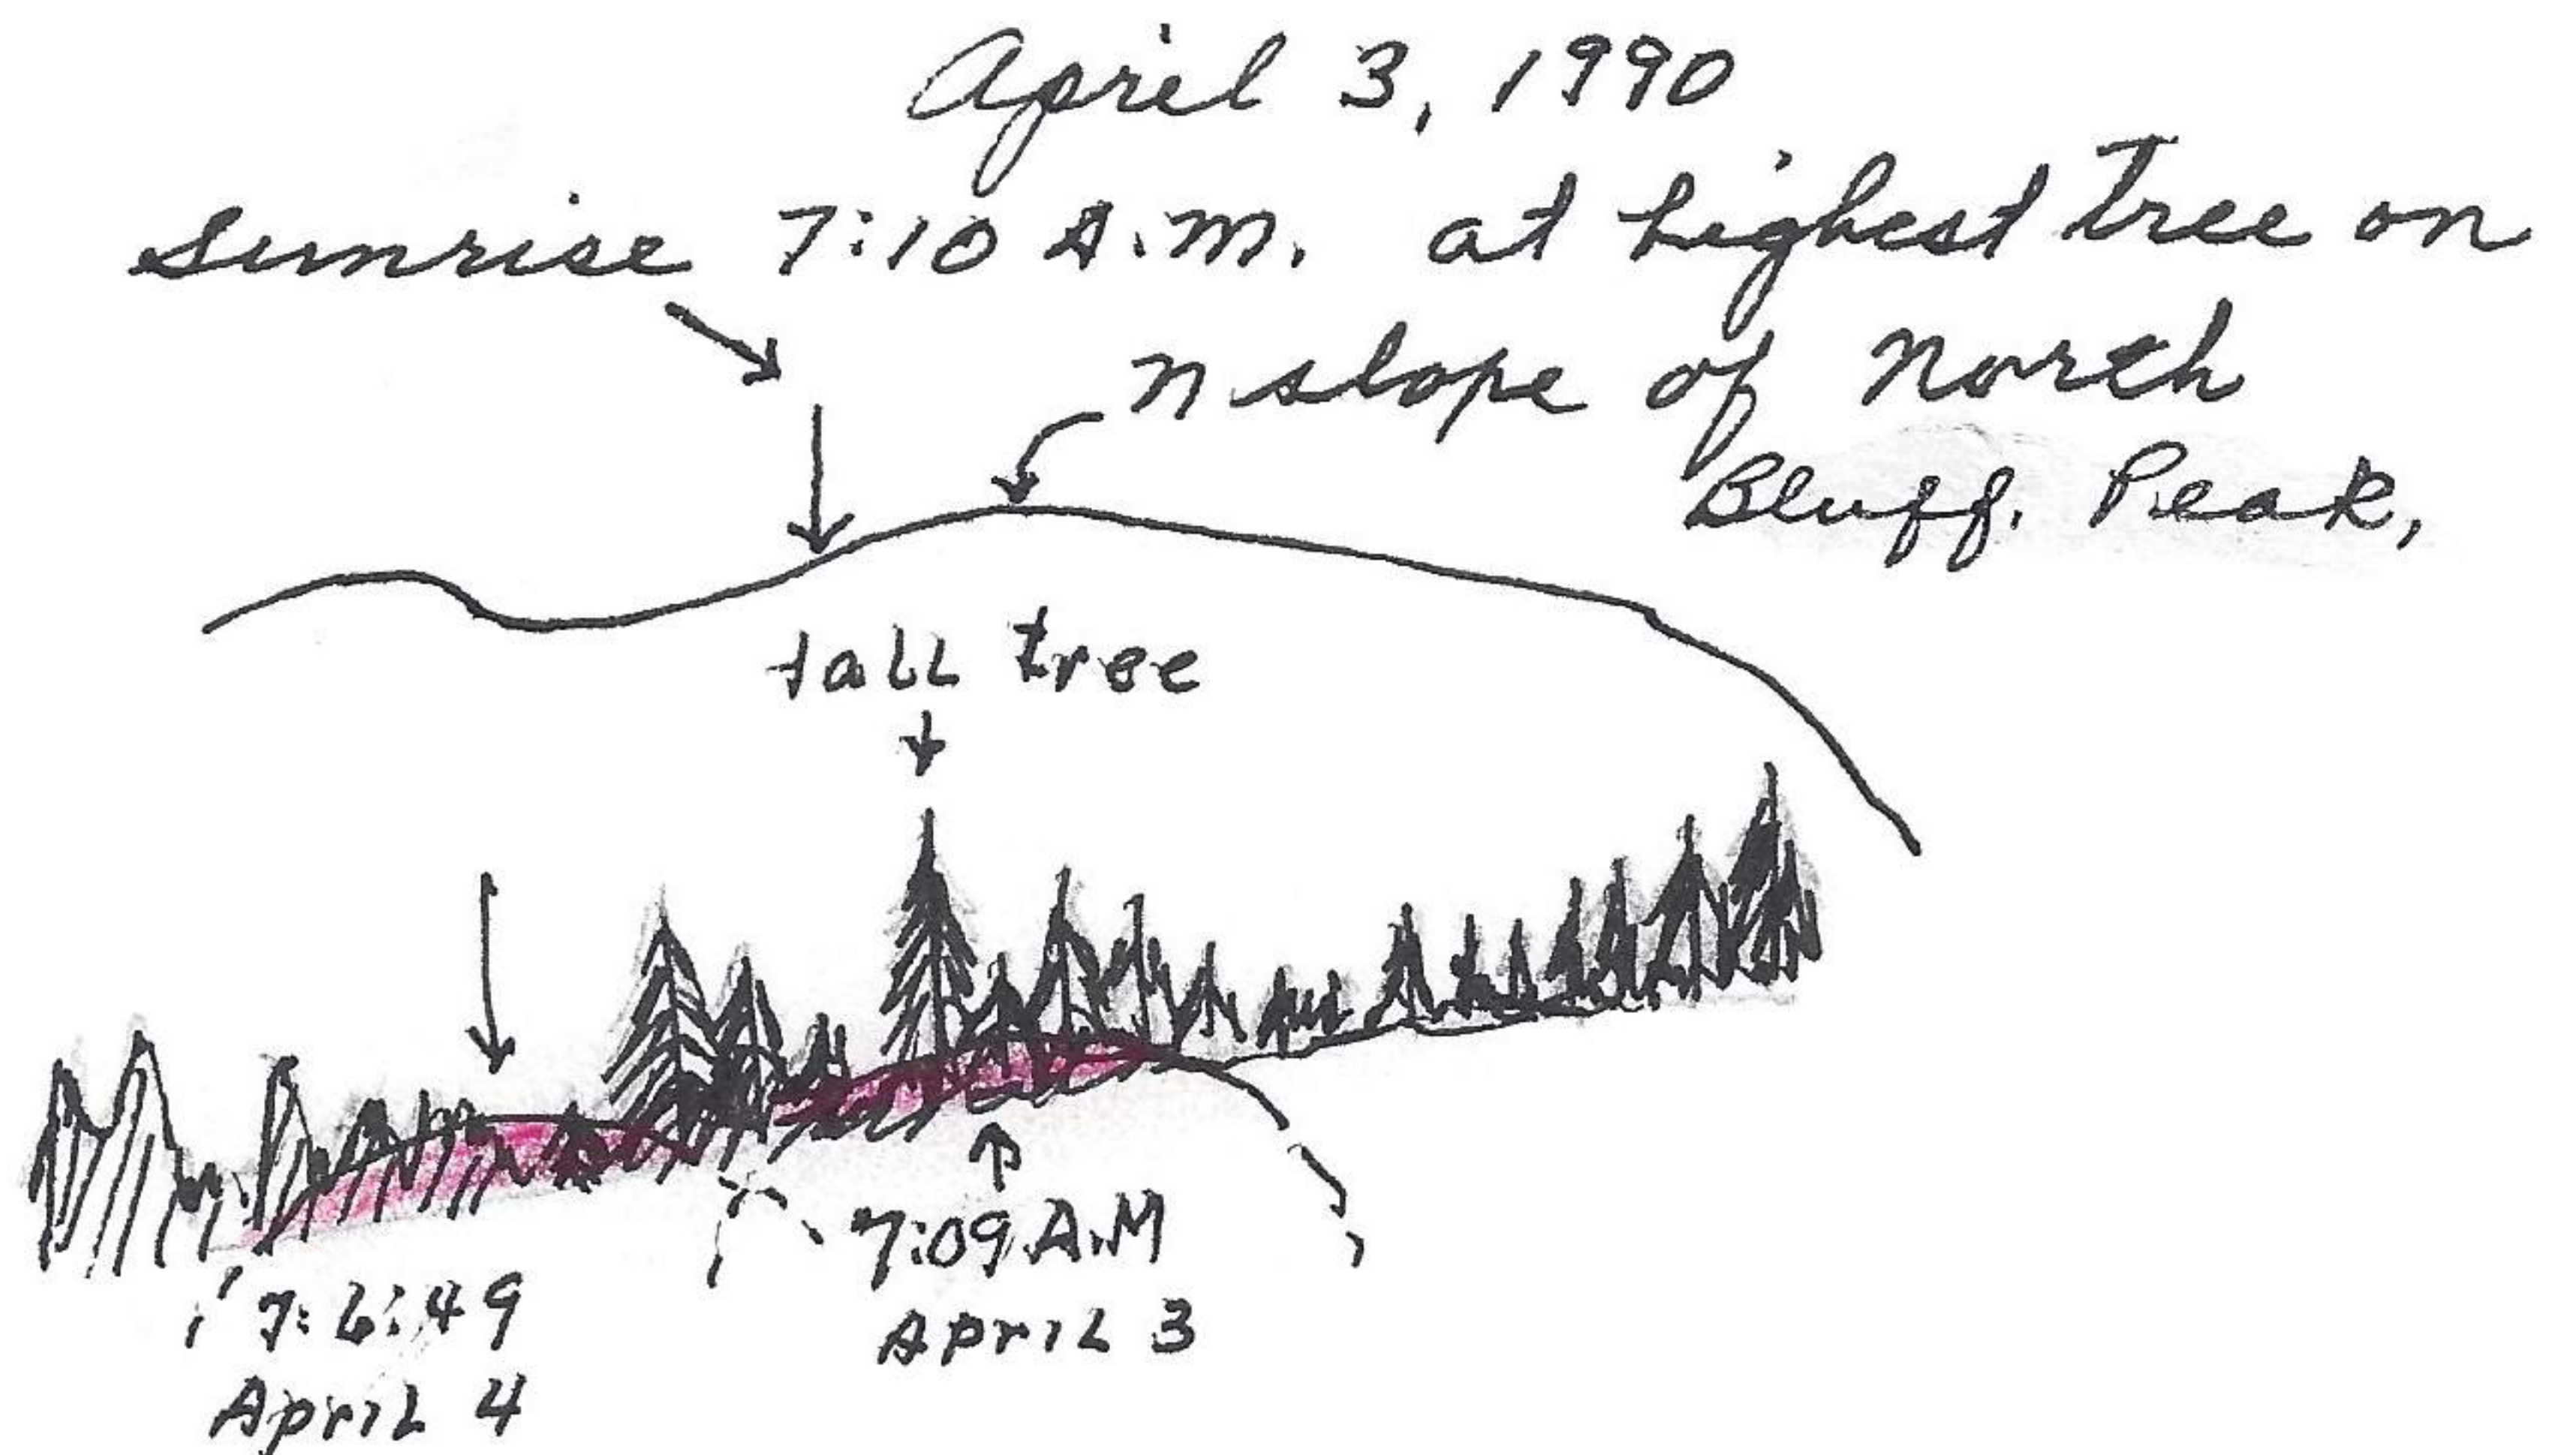 April 3, 1990
sunrise 7:10 A.M. at highest Tree on
N slope of North
Bluff. Peak,
tall tree
7:09 A.M
April 3
7:6:49
April 4